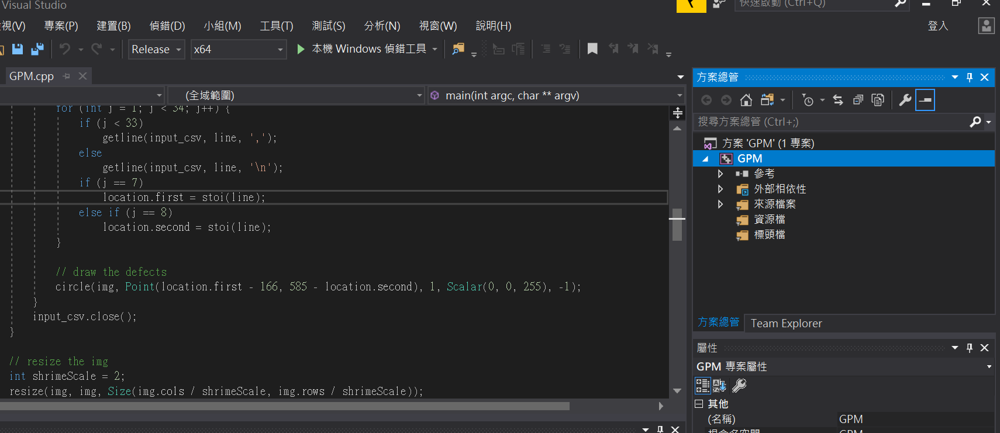 Visual Studio
快速啟動 (Ctrl+Q)
視(V) 專案(P) 建置(B) 偵錯(D) 小組(M) 工具(T) 測試(S) 分析(N) 視窗(W) 說明(H) 登入
Release x64 本機 Windows 偵錯工具
GPM.cpp
(全域範圍) main(int argc, char ** argv)
for (int j = 1; j < 34; j++) {
if (j < 33)
getline(input_csv, line, ',');
else
getline(input_csv, line, '\n');
if (j == 7)
location.first = stoi(line);
else if (j == 8)
location.second = stoi(line);
}
// draw the defects
circle(img, Point(location.first - 166, 585 - location.second), 1, Scalar(0, 0, 255), -1);
}
input_csv.close();
}
// resize the img
int shrimeScale = 2;
resize(img, img, Size(img.cols / shrimeScale, img.rows / shrimeScale));
方案總管
搜尋方案總管 (Ctrl+;)
方案 'GPM' (1 專案)
GPM
參考
外部相依性
來源檔案
資源檔
標頭檔
方案總管 Team Explorer
屬性
GPM 專案屬性
其他
(名稱) GPM
根命名空間 GPM